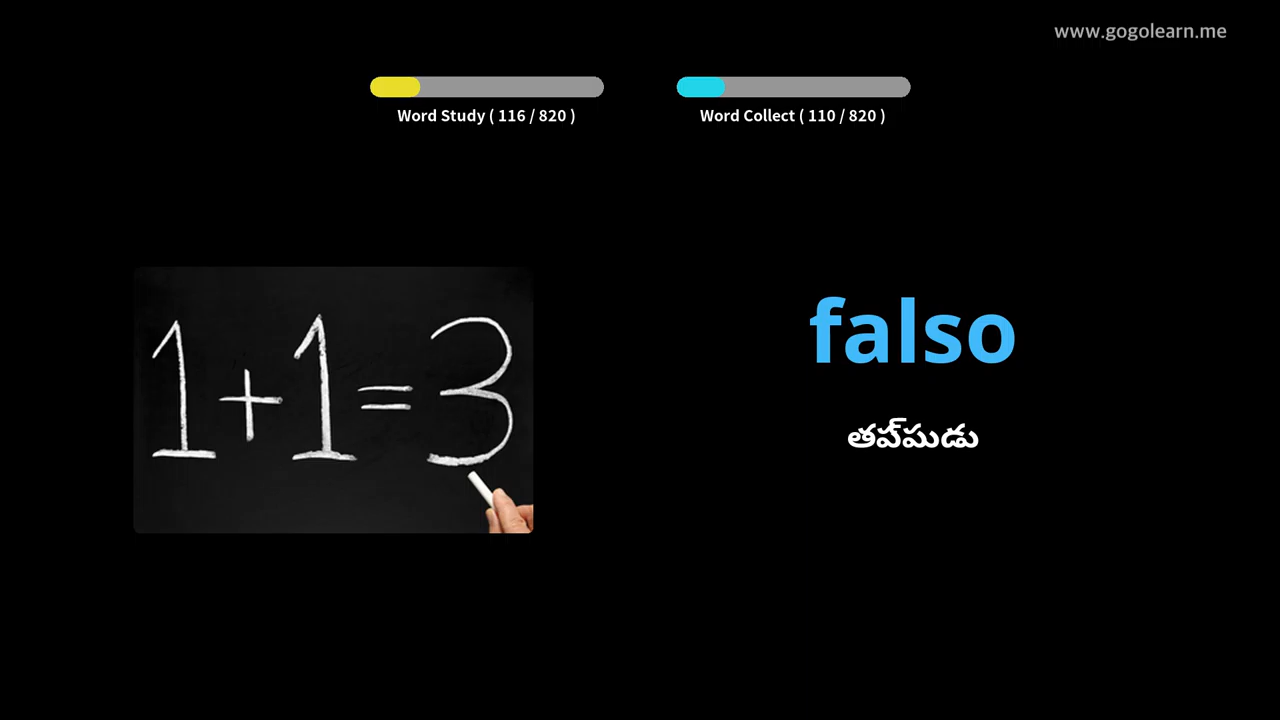 www.gogolearn.me
Word Study ( 116 / 820 )
Word Collect ( 110 / 820 )
1+1=3
falso
తప్పుడు